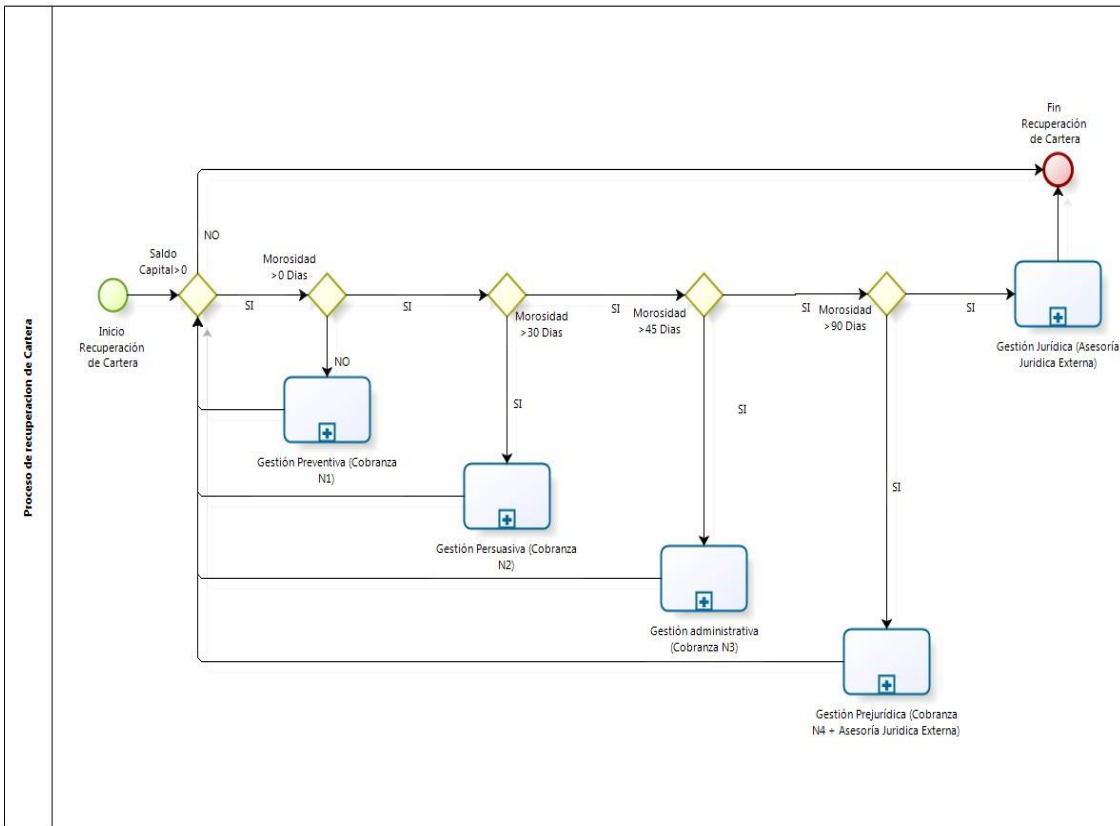 Proceso de recuperacion de Cartera
Fin
Recuperación
de Cartera
NO
Saldo
Capital>0
Morosidad
>0 Dias
SI
SI
Morosidad
>30 Dias
SI
Morosidad
>45 Dias
SI
Morosidad
>90 Dias
SI
Inicio
Recuperación
de Cartera
Gestión Jurídica (Asesoría
Juridica Externa)
NO
SI
SI
SI
Gestión Preventiva (Cobranza
N1)
Gestión Persuasiva (Cobranza
N2)
Gestión administrativa
(Cobranza N3)
Gestión Prejurídica (Cobranza
N4 + Asesoría Juridica Externa)